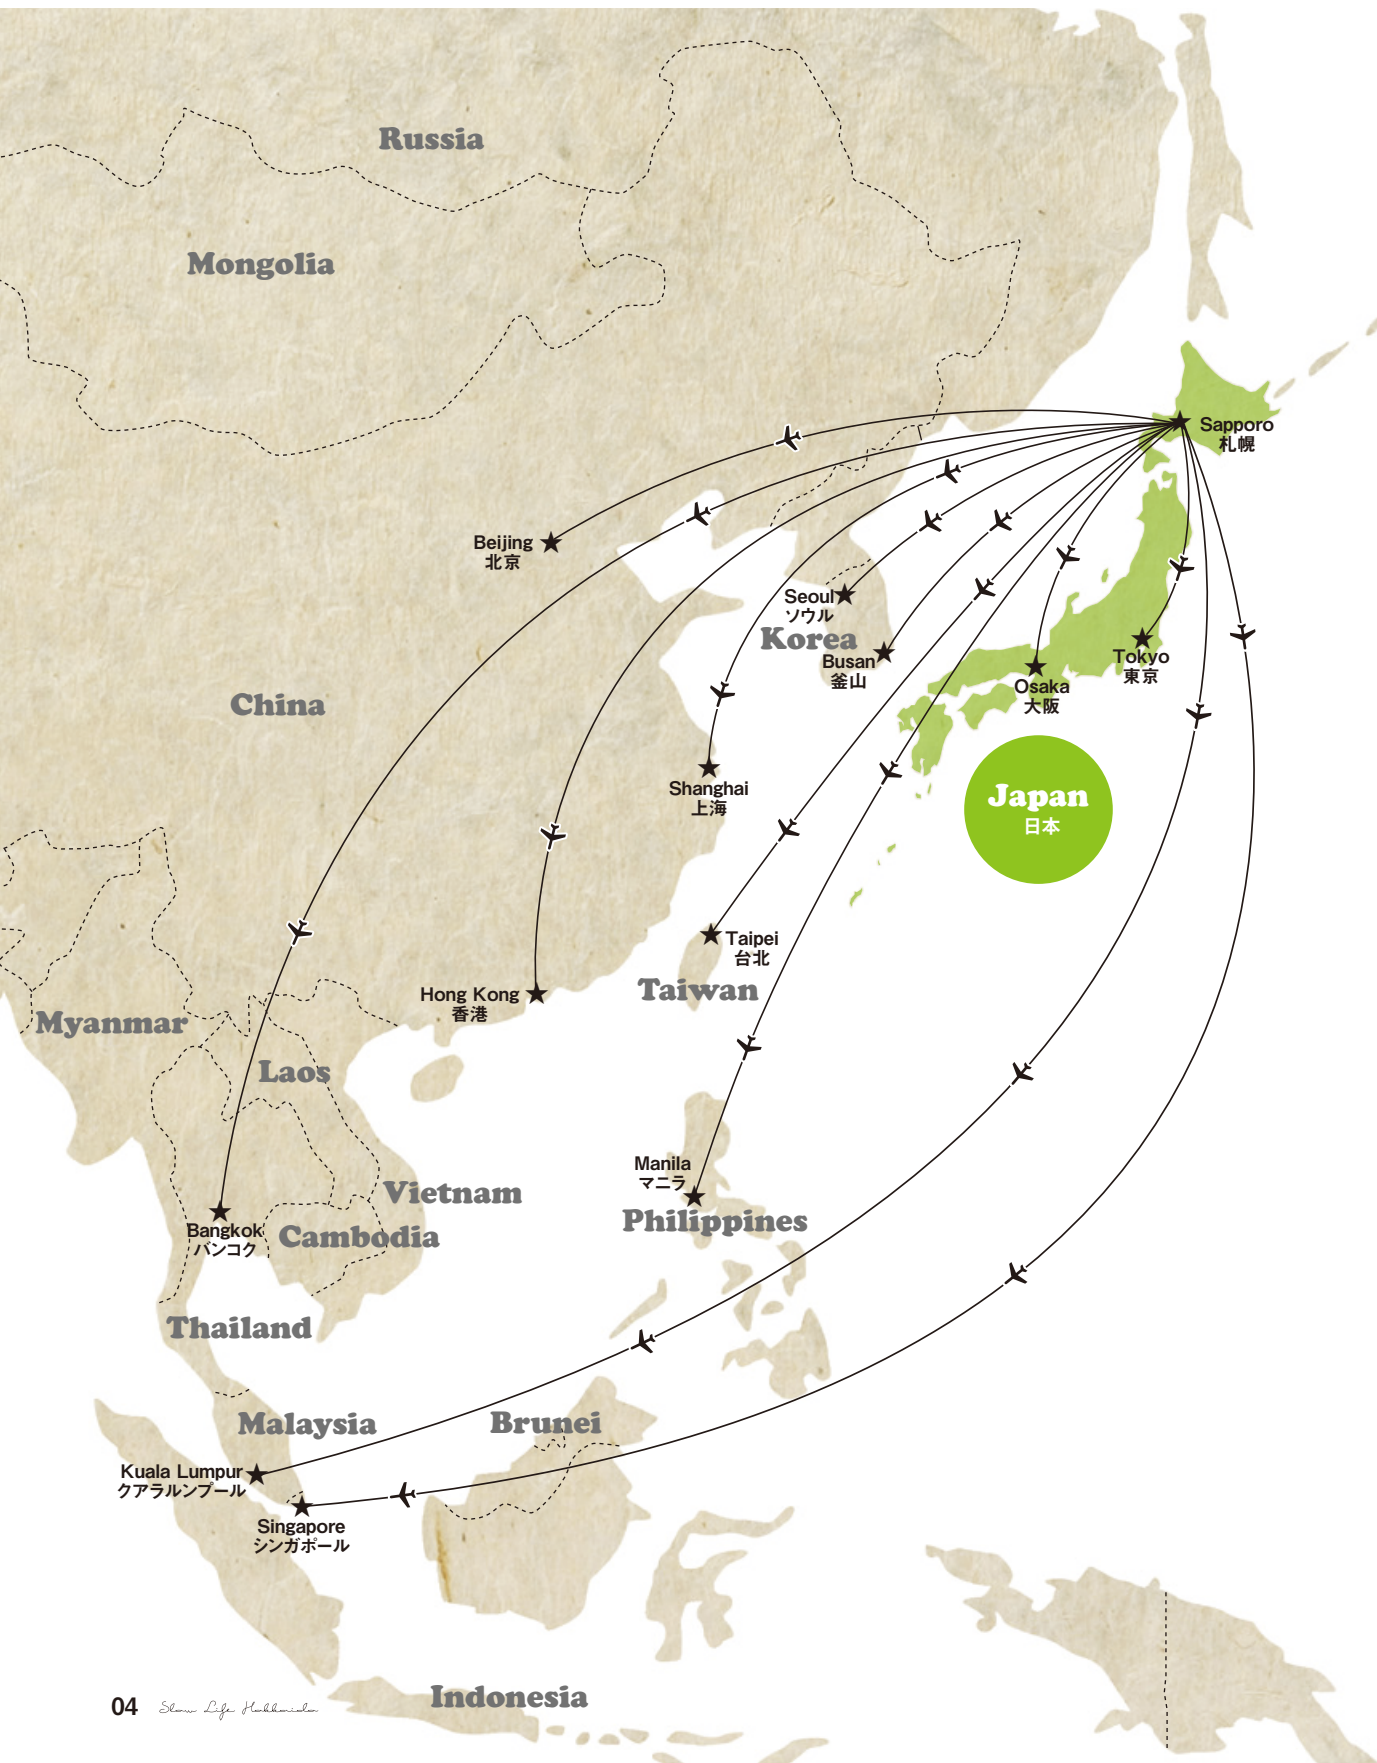 Russia
Mongolia
Sapporo
札幌
Beijing
北京
Seoul
ソウル
Korea
Busan
釜山
Tokyo
東京
Osaka
大阪
China
Shanghai
上海
Japan
日本
Taipei
台北
Taiwan
Hong Kong
香港
Myanmar
Laos
Manila
マニラ
Vietnam
Philippines
Bangkok
バンコク
Cambodia
Thailand
Malaysia
Brunei
Kuala Lumpur
クアラルンプール
Singapore
シンガポール
Indonesia
04 Slow Life Hokkaido